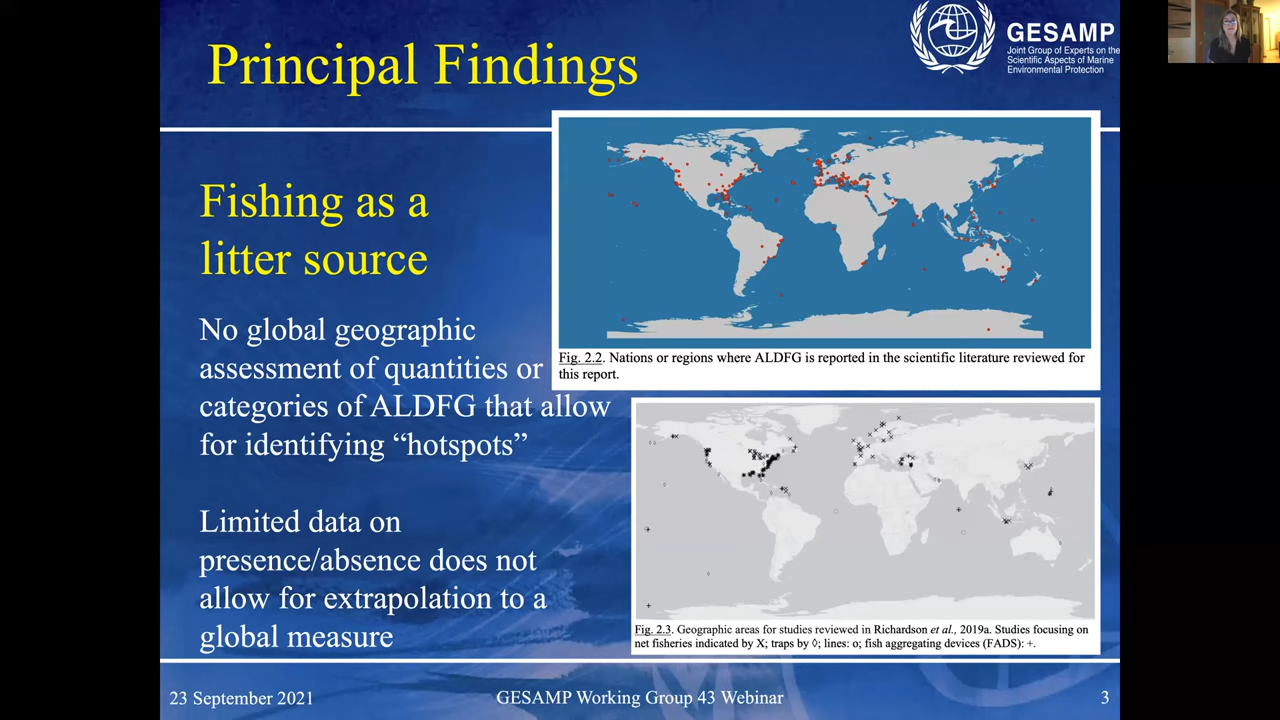 Principal Findings
GESAMP
Joint Group of Experts on the
Scientific Aspects of Marine
Environmental Protection
Fishing as a
litter source
No global geographic
assessment of quantities or
categories of ALDFG that allow
for identifying “hotspots”
Limited data on
presence/absence does not
allow for extrapolation to a
global measure
Fig. 2.2. Nations or regions where ALDFG is reported in the scientific literature reviewed for
this report.
Fig. 2.3. Geographic areas for studies reviewed in Richardson et al., 2019a. Studies focusing on
net fisheries indicated by X; traps by ◊; lines: o; fish aggregating devices (FADS): +.
23 September 2021
GESAMP Working Group 43 Webinar
3